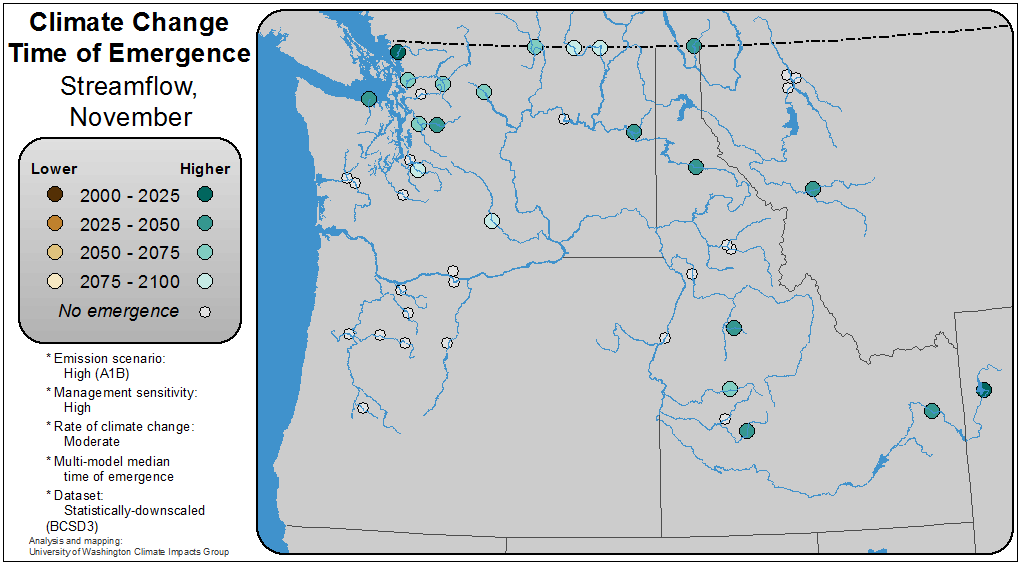 Climate Change
Time of Emergence
Streamflow,
November
Lower Higher
2000 - 2025
2025 - 2050
2050 - 2075
2075 - 2100
No emergence
* Emission scenario:
High (A1B)
* Management sensitivity:
High
* Rate of climate change:
Moderate
* Multi-model median
time of emergence
* Dataset:
Statistically-downscaled
(BCSD3)
Analysis and mapping:
University of Washington Climate Impacts Group